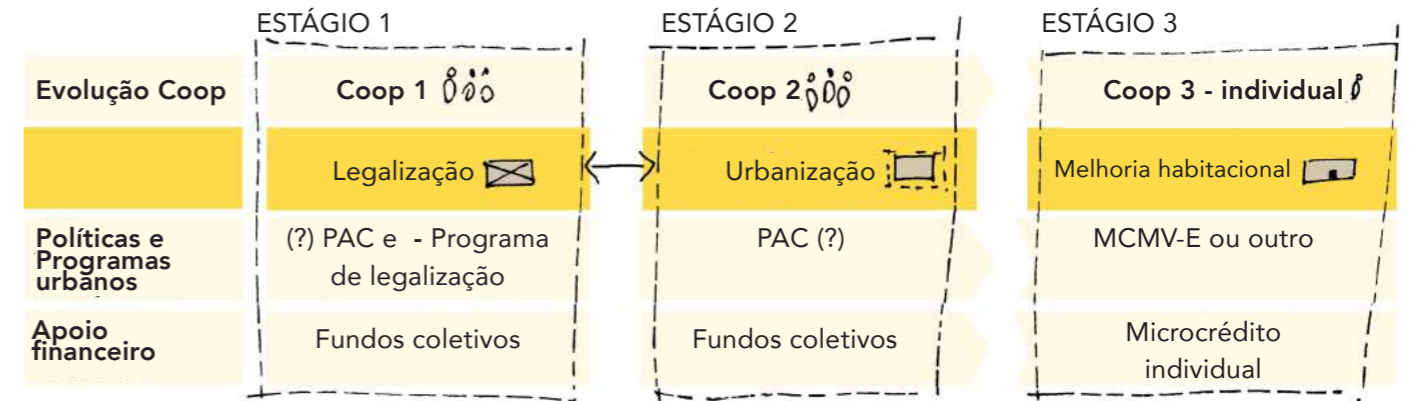 ESTÁGIO 1
ESTÁGIO 2
ESTÁGIO 3
Evolução Coop
Coop 1
Coop 2
Coop 3 - individual
Legalização
Urbanização
Melhoria habitacional
Políticas e
Programas
urbanos
(?) PAC e - Programa
de legalização
PAC (?)
MCMV-E ou outro
Apoio
financeiro
Fundos coletivos
Fundos coletivos
Microcrédito
individual